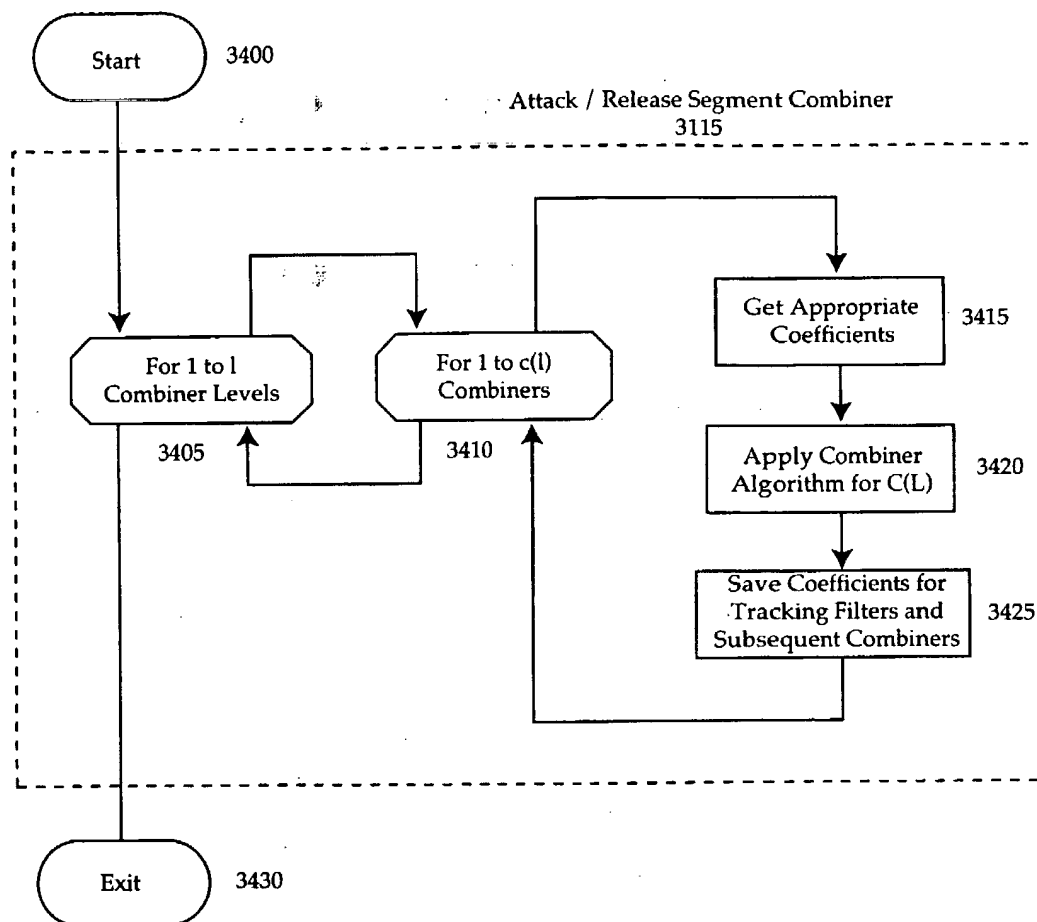 Start
3400
Attack / Release Segment Combiner
3115
For 1 to l
Combiner Levels
3405
For 1 to c(l)
Combiners
3410
Get Appropriate
Coefficients
3415
Apply Combiner
Algorithm for C(L)
3420
Save Coefficients for
Tracking Filters and
Subsequent Combiners
3425
Exit
3430